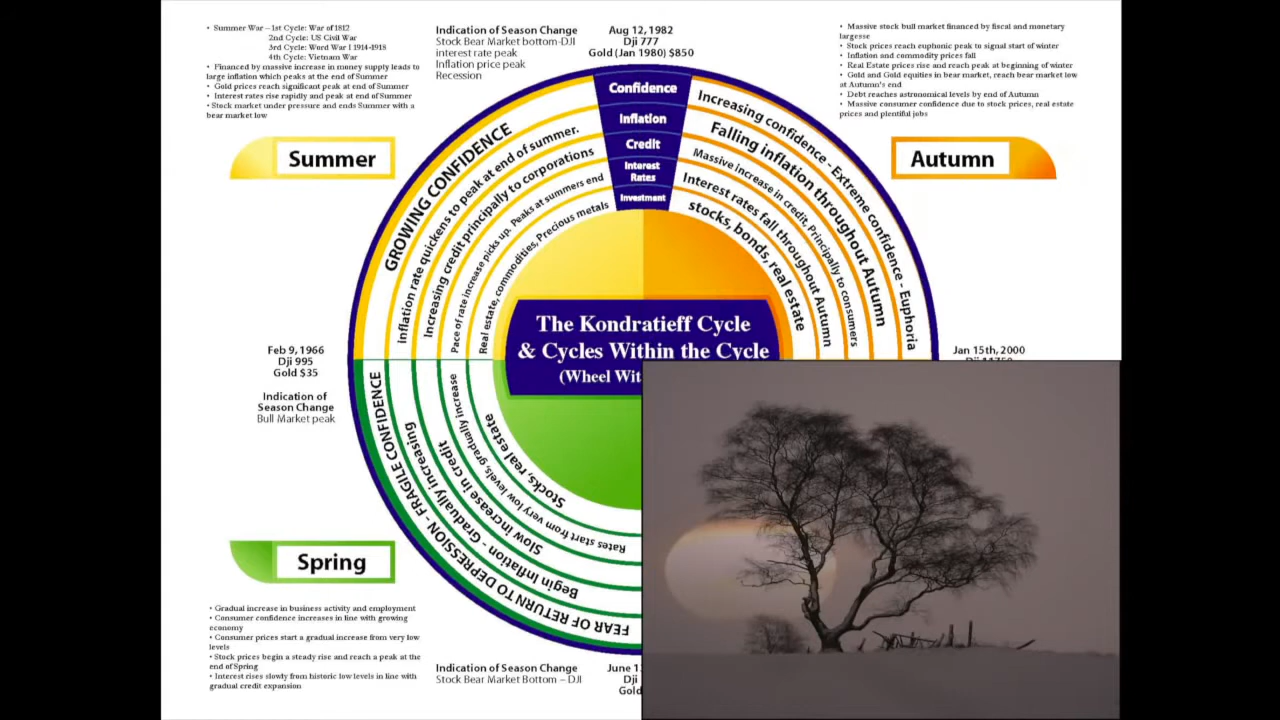 • Summer War – 1st Cycle: War of 1812
2nd Cycle: US Civil War
3rd Cycle: Word War I 1914-1918
4th Cycle: Vietnam War
• Financed by massive increase in money supply leads to
large inflation which peaks at the end of Summer
• Gold prices reach significant peak at end of Summer
• Interest rates rise rapidly and peak at end of Summer
• Stock market under pressure and ends Summer with a
bear market low
Indication of Season Change
Stock Bear Market bottom-DJI
interest rate peak
Inflation price peak
Recession
Aug 12, 1982
Dji 777
Gold (Jan 1980) $850
• Massive stock bull market financed by fiscal and monetary
largesse
• Stock prices reach euphoric peak to signal start of winter
• Inflation and commodity prices fall
• Real Estate prices rise and reach peak at beginning of winter
• Gold and Gold equities in bear market, reach bear market low
at Autumn's end
• Debt reaches astronomical levels by end of Autumn
• Massive consumer confidence due to stock prices, real estate
prices and plentiful jobs
Summer
Autumn
Confidence
Inflation
Credit
Interest
Rates
Investment
GROWING CONFIDENCE
Inflation rate quickens to peak at end of summer.
Increasing credit principally to corporations
Pace of rate increase picks up. Peaks at summers end
Real estate, commodities, Precious metals
Increasing confidence - Extreme confidence - Euphoria
Falling inflation throughout Autumn
Massive increase in credit. Principally to consumers
Interest rates fall throughout Autumn
stocks, bonds, real estate
The Kondratieff Cycle
& Cycles Within the Cycle
(Wheel Wit
Feb 9, 1966
Dji 995
Gold $35
Indication of
Season Change
Bull Market peak
Jan 15th, 2000
FEAR OF RETURN TO DEPRESSION - FRAGILE CONFIDENCE
Begin Inflation - Gradually increasing
Slow increase in credit
Rates start from very low levels, gradually increase
Stocks, real estate
Spring
• Gradual increase in business activity and employment
• Consumer confidence increases in line with growing
economy
• Consumer prices start a gradual increase from very low
levels
• Stock prices begin a steady rise and reach a peak at the
end of Spring
• Interest rises slowly from historic low levels in line with
gradual credit expansion
Indication of Season Change
Stock Bear Market Bottom – DJI
June 1
Dji
Gold